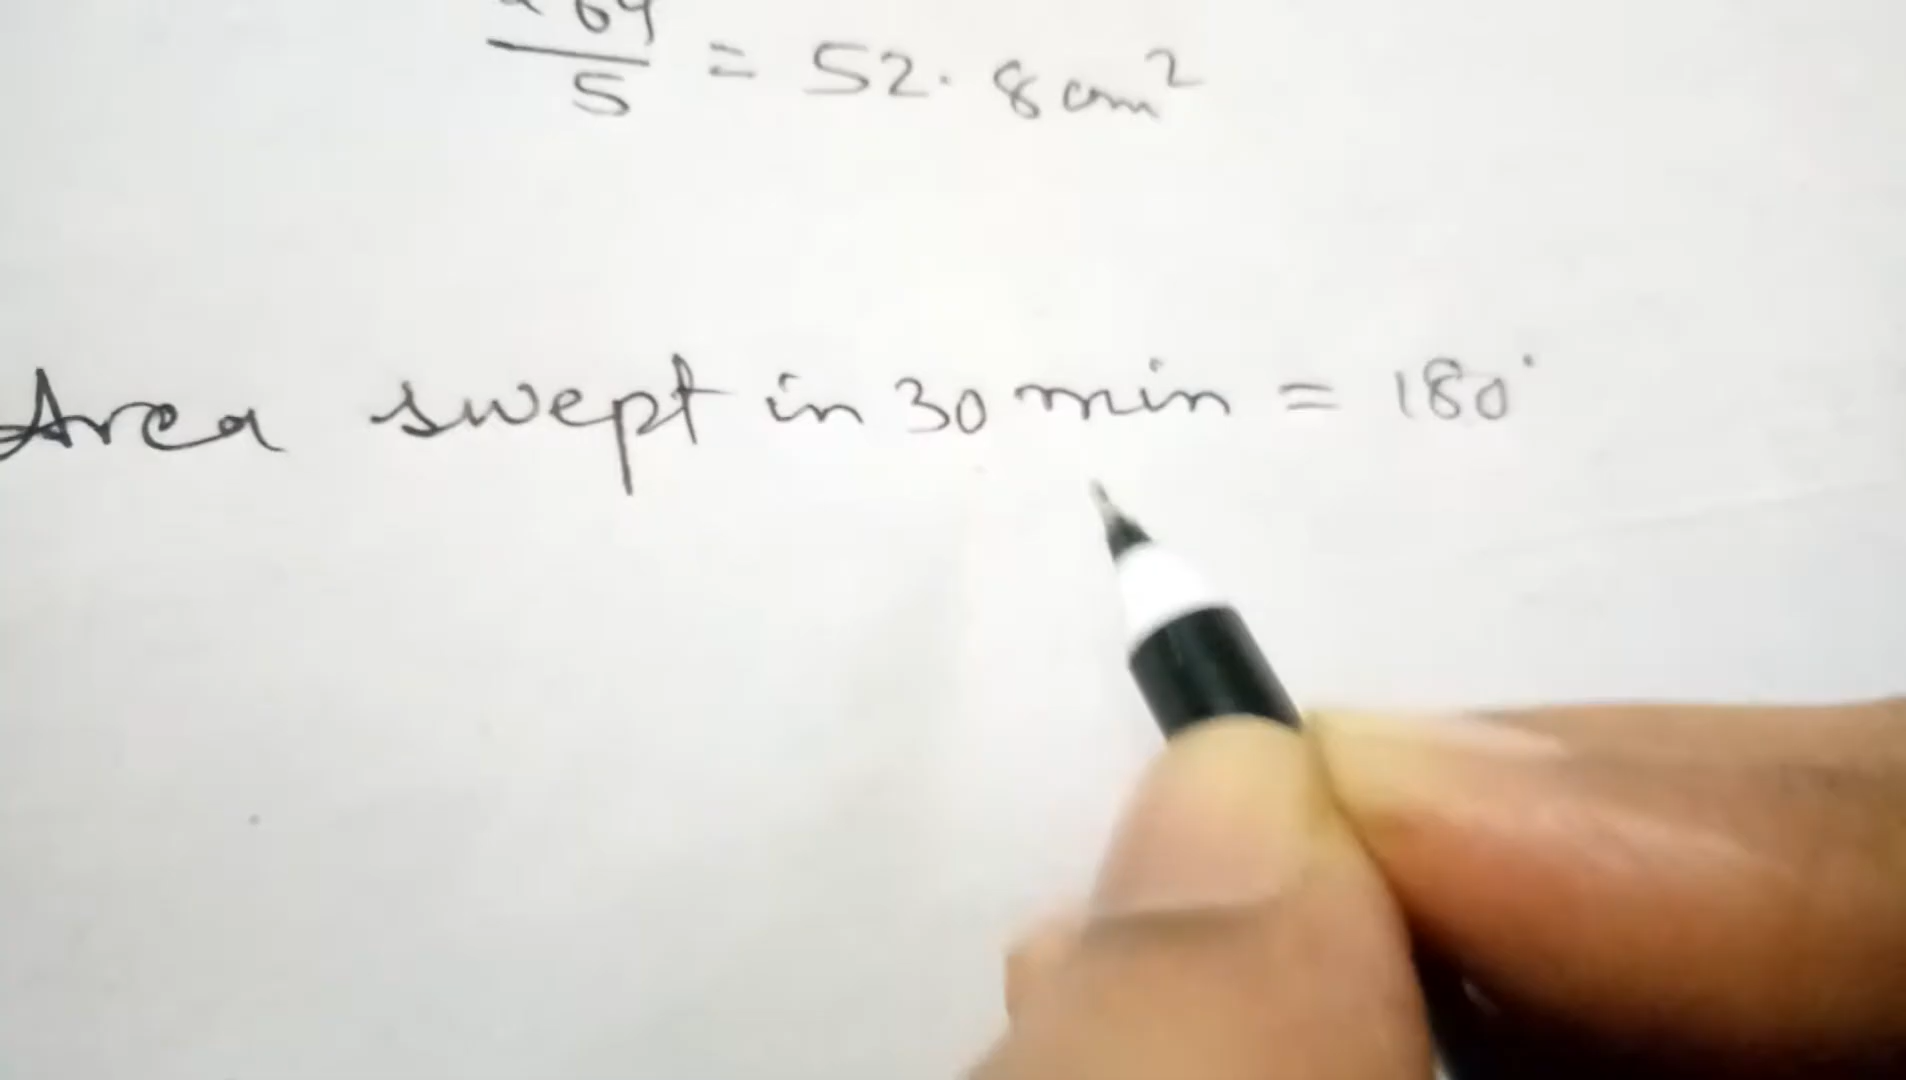 5 = 52.8 cm²
Area swept in 30 min = 180°